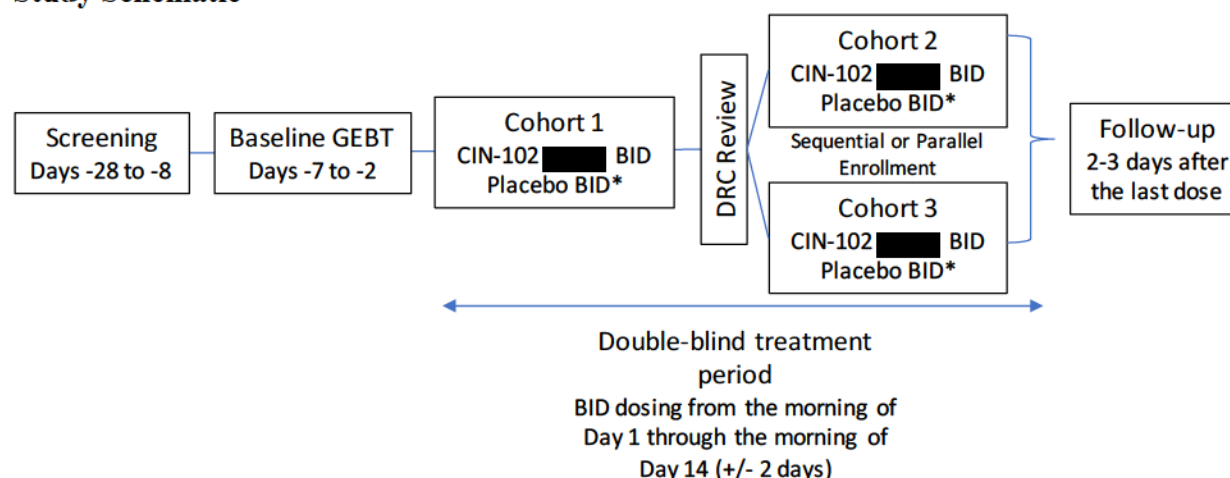 Study Schematic
Screening
Days -28 to -8
Baseline GEBT
Days -7 to -2
Cohort 1
CIN-102 BID
Placebo BID*
DRC Review
Cohort 2
CIN-102 BID
Placebo BID*
Sequential or Parallel
Enrollment
Cohort 3
CIN-102 BID
Placebo BID*
Follow-up
2-3 days after
the last dose
Double-blind treatment
period
BID dosing from the morning of
Day 1 through the morning of
Day 14 (+/- 2 days)